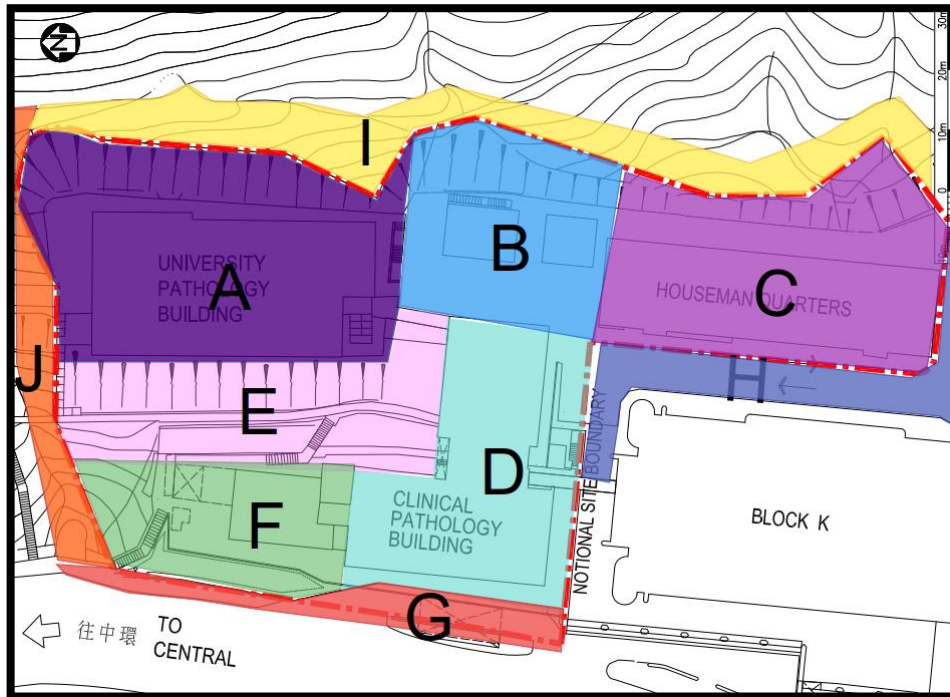 N
30m
20m
10m
0
I
B
UNIVERSITY
PATHOLOGY
BUILDING
A
HOUSEMAN QUARTERS
C
J
E
H
D
F
CLINICAL
PATHOLOGY
BUILDING
NOTIONAL SITE BOUNDARY
BLOCK K
G
往中環
TO
CENTRAL